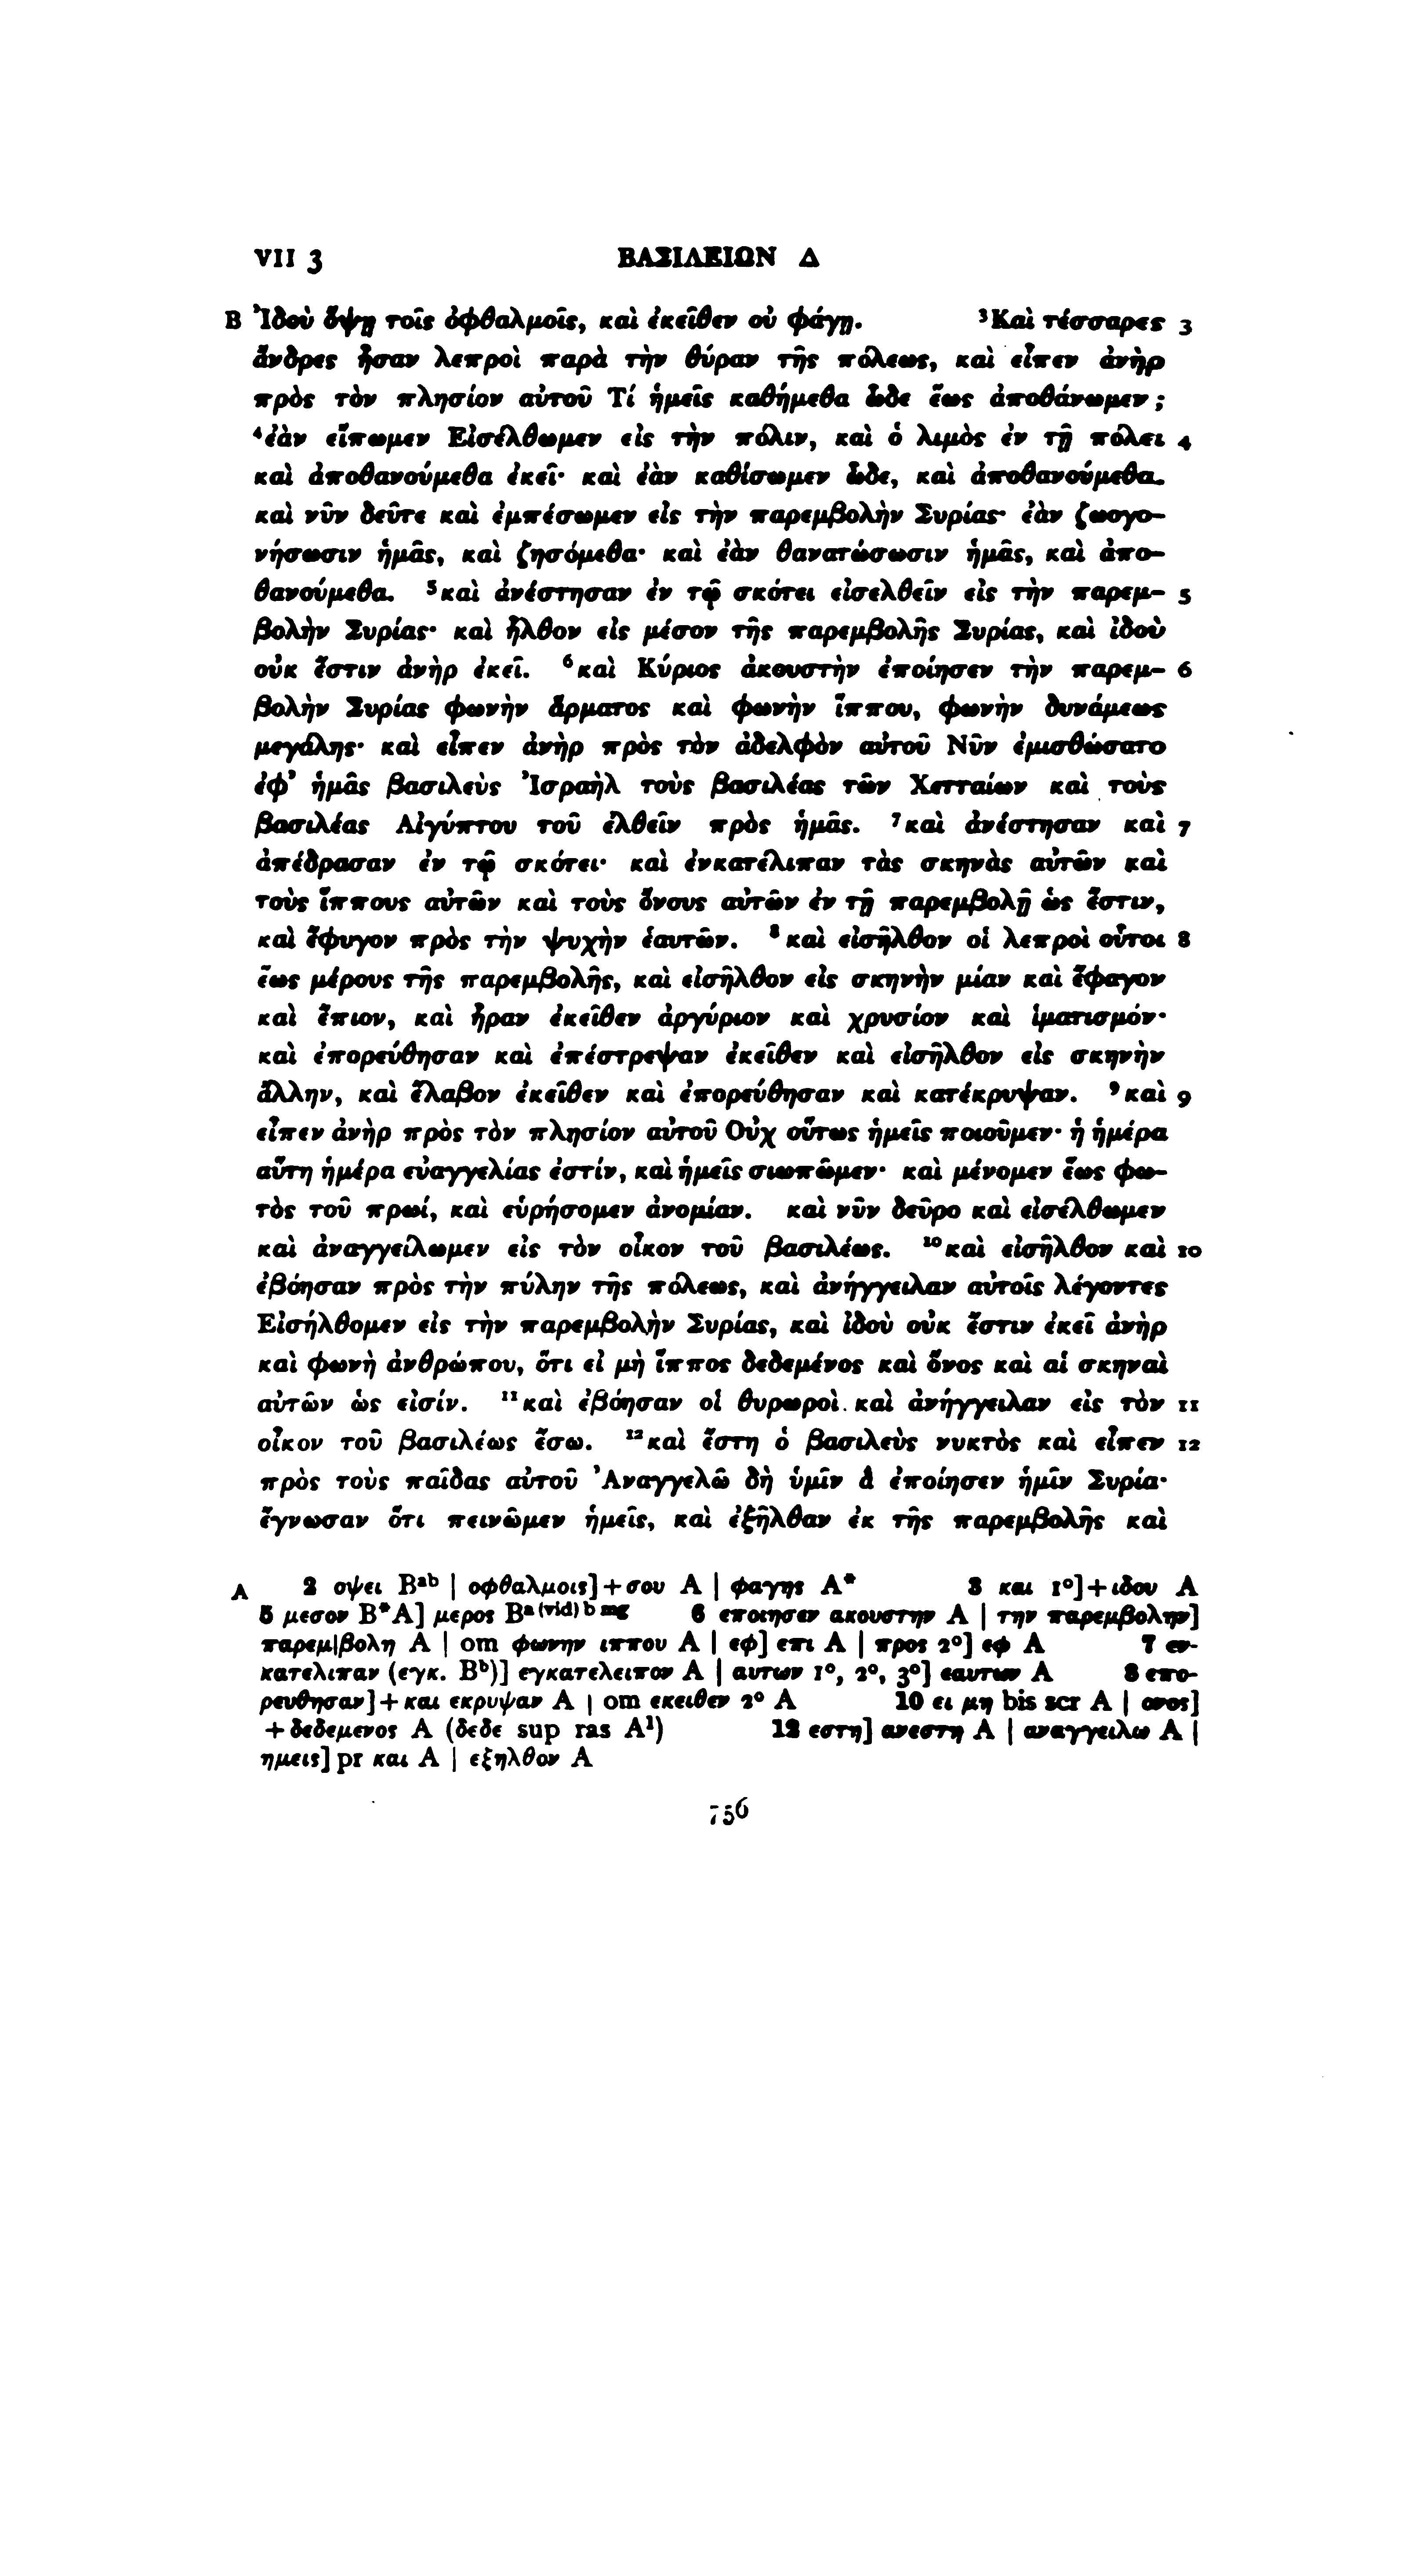 VII 3 ΒΑΣΙΛΕΙΩΝ Δ
B Ἰδοὺ ὄψῃ τοῖς ὀφθαλμοῖς, καὶ ἐκεῖθεν οὐ φάγῃ. ³Καὶ τέσσαρες 3
ἄνδρες ἦσαν λεπροὶ παρὰ τὴν θύραν τῆς πόλεως, καὶ εἶπεν ἀνὴρ
πρὸς τὸν πλησίον αὐτοῦ Τί ἡμεῖς καθήμεθα ὧδε ἕως ἀποθάνωμεν ;
⁴ἐὰν εἴπωμεν Εἰσέλθωμεν εἰς τὴν πόλιν, καὶ ὁ λιμὸς ἐν τῇ πόλει 4
καὶ ἀποθανούμεθα ἐκεῖ· καὶ ἐὰν καθίσωμεν ὧδε, καὶ ἀποθανούμεθα.
καὶ νῦν δεῦτε καὶ ἐμπέσωμεν εἰς τὴν παρεμβολὴν Συρίας· ἐὰν ζωογο-
νήσωσιν ἡμᾶς, καὶ ζησόμεθα· καὶ ἐὰν θανατώσωσιν ἡμᾶς, καὶ ἀπο-
θανούμεθα. ⁵καὶ ἀνέστησαν ἐν τῷ σκότει εἰσελθεῖν εἰς τὴν παρεμ- 5
βολὴν Συρίας· καὶ ἦλθον εἰς μέσον τῆς παρεμβολῆς Συρίας, καὶ ἰδοὺ
οὐκ ἔστιν ἀνὴρ ἐκεῖ. ⁶καὶ Κύριος ἀκουστὴν ἐποίησεν τὴν παρεμ- 6
βολὴν Συρίας φωνὴν ἅρματος καὶ φωνὴν ἵππου, φωνὴν δυνάμεως
μεγάλης· καὶ εἶπεν ἀνὴρ πρὸς τὸν ἀδελφὸν αὐτοῦ Νῦν ἐμισθώσατο
ἐφ’ ἡμᾶς βασιλεὺς Ἰσραὴλ τοὺς βασιλέας τῶν Χετταίων καὶ τοὺς
βασιλέας Αἰγύπτου τοῦ ἐλθεῖν πρὸς ἡμᾶς. ⁷καὶ ἀνέστησαν καὶ 7
ἀπέδρασαν ἐν τῷ σκότει· καὶ ἐνκατέλιπαν τὰς σκηνὰς αὐτῶν καὶ
τοὺς ἵππους αὐτῶν καὶ τοὺς ὄνους αὐτῶν ἐν τῇ παρεμβολῇ ὡς ἔστιν,
καὶ ἔφυγον πρὸς τὴν ψυχὴν ἑαυτῶν. ⁸καὶ εἰσῆλθον οἱ λεπροὶ οὗτοι 8
ἕως μέρους τῆς παρεμβολῆς, καὶ εἰσῆλθον εἰς σκηνὴν μίαν καὶ ἔφαγον
καὶ ἔπιον, καὶ ἦραν ἐκεῖθεν ἀργύριον καὶ χρυσίον καὶ ἱματισμόν·
καὶ ἐπορεύθησαν καὶ ἐπέστρεψαν ἐκεῖθεν καὶ εἰσῆλθον εἰς σκηνὴν
ἄλλην, καὶ ἔλαβον ἐκεῖθεν καὶ ἐπορεύθησαν καὶ κατέκρυψαν. ⁹καὶ 9
εἶπεν ἀνὴρ πρὸς τὸν πλησίον αὐτοῦ Οὐχ οὕτως ἡμεῖς ποιοῦμεν· ἡ ἡμέρα
αὕτη ἡμέρα εὐαγγελίας ἐστίν, καὶ ἡμεῖς σιωπῶμεν· καὶ μένομεν ἕως φω-
τὸς τοῦ πρωί, καὶ εὑρήσομεν ἀνομίαν. καὶ νῦν δεῦρο καὶ εἰσέλθωμεν
καὶ ἀναγγείλωμεν εἰς τὸν οἶκον τοῦ βασιλέως. ¹⁰καὶ εἰσῆλθον καὶ 10
ἐβόησαν πρὸς τὴν πύλην τῆς πόλεως, καὶ ἀνήγγειλαν αὐτοῖς λέγοντες
Εἰσήλθομεν εἰς τὴν παρεμβολὴν Συρίας, καὶ ἰδοὺ οὐκ ἔστιν ἐκεῖ ἀνὴρ
καὶ φωνὴ ἀνθρώπου, ὅτι εἰ μὴ ἵππος δεδεμένος καὶ ὄνος καὶ αἱ σκηναὶ
αὐτῶν ὡς εἰσίν. ¹¹καὶ ἐβόησαν οἱ θυρωροὶ καὶ ἀνήγγειλαν εἰς τὸν 11
οἶκον τοῦ βασιλέως ἔσω. ¹²καὶ ἔστη ὁ βασιλεὺς νυκτὸς καὶ εἶπεν 12
πρὸς τοὺς παῖδας αὐτοῦ Ἀναγγελῶ δὴ ὑμῖν ἃ ἐποίησεν ἡμῖν Συρία·
ἔγνωσαν ὅτι πεινῶμεν ἡμεῖς, καὶ ἐξῆλθαν ἐκ τῆς παρεμβολῆς καὶ
A 2 οψει Bᵃᵇ | οφθαλμοις]+σου A | φαγης A* 3 και 1°]+ιδου A
5 μεσον B*A] μερος Bᵃ⁽ᵛⁱᵈ⁾ ᵇ ᵐᵍ 6 εποιησεν ακουστην A | την παρεμβολην]
παρεμ|βολη A | om φωνην ιππου A | εφ] επι A | προς 2°] εφ A 7 εν-
κατελιπαν (εγκ. Bᵇ)] εγκατελειπον A | αυτων 1°, 2°, 3°] εαυτων A 8 επο-
ρευθησαν]+και εκρυψαν A | om εκειθεν 2° A 10 ει μη bis scr A | ονος]
+δεδεμενος A (δεδε sup ras A¹) 12 εστη] ανεστη A | αναγγειλω A |
ημεις] pr και A | εξηλθον A
756